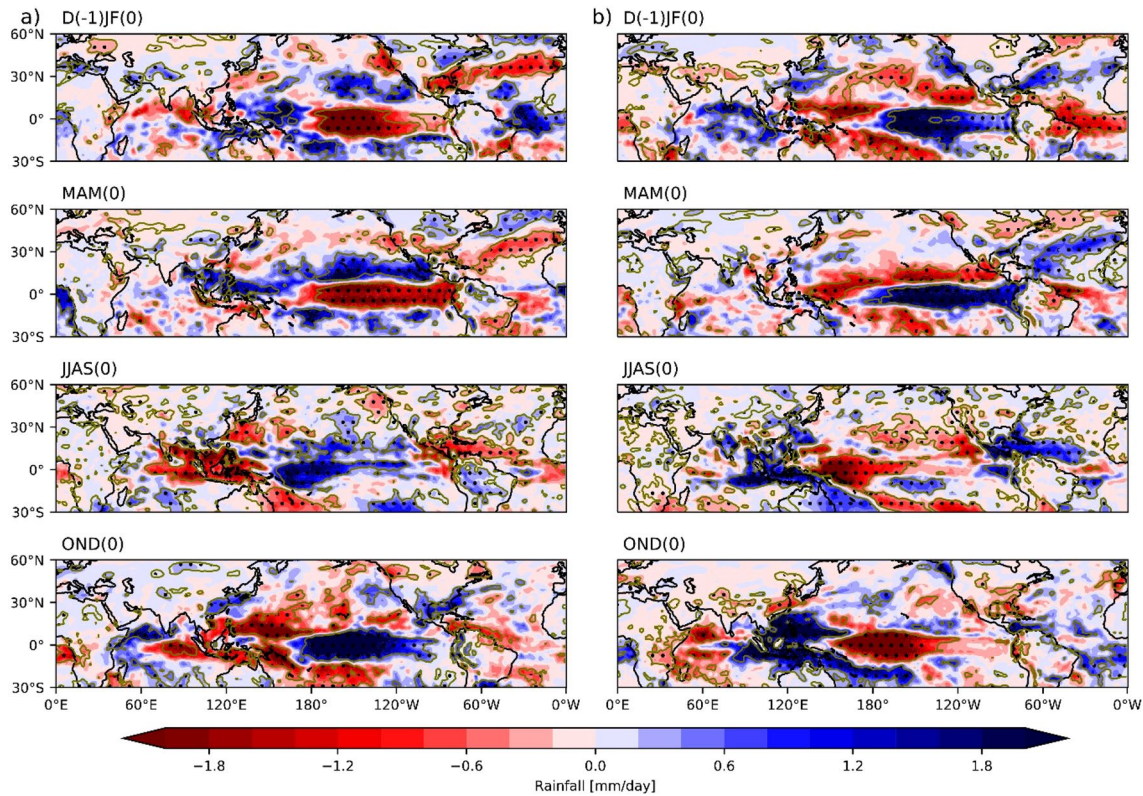 a) D(-1)JF(0)
60°N
30°N
0°
30°S
MAM(0)
60°N
30°N
0°
30°S
JJAS(0)
60°N
30°N
0°
30°S
OND(0)
60°N
30°N
0°
30°S
0°E 60°E 120°E 180°W 120°W 60°W 0°W
b) D(-1)JF(0)
MAM(0)
JJAS(0)
OND(0)
0°E 60°E 120°E 180°W 120°W 60°W 0°W
−1.8 −1.2 −0.6 0.0 0.6 1.2 1.8
Rainfall [mm/day]